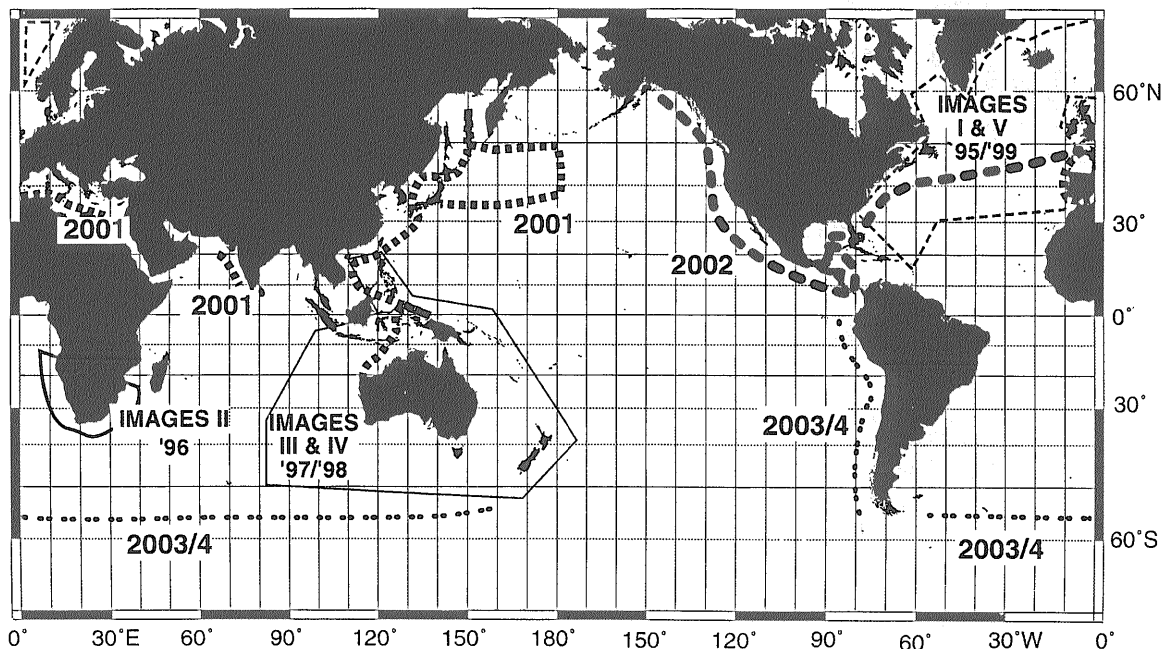 IMAGES
I & V
'95/'99
60°N
2001
2001
30°N
2001
2002
0°
IMAGES II
'96
IMAGES
III & IV
'97/'98
2003/4
30°
2003/4
2003/4
60°S
0° 30°E 60° 90° 120° 150° 180° 150° 120° 90° 60° 30°W 0°